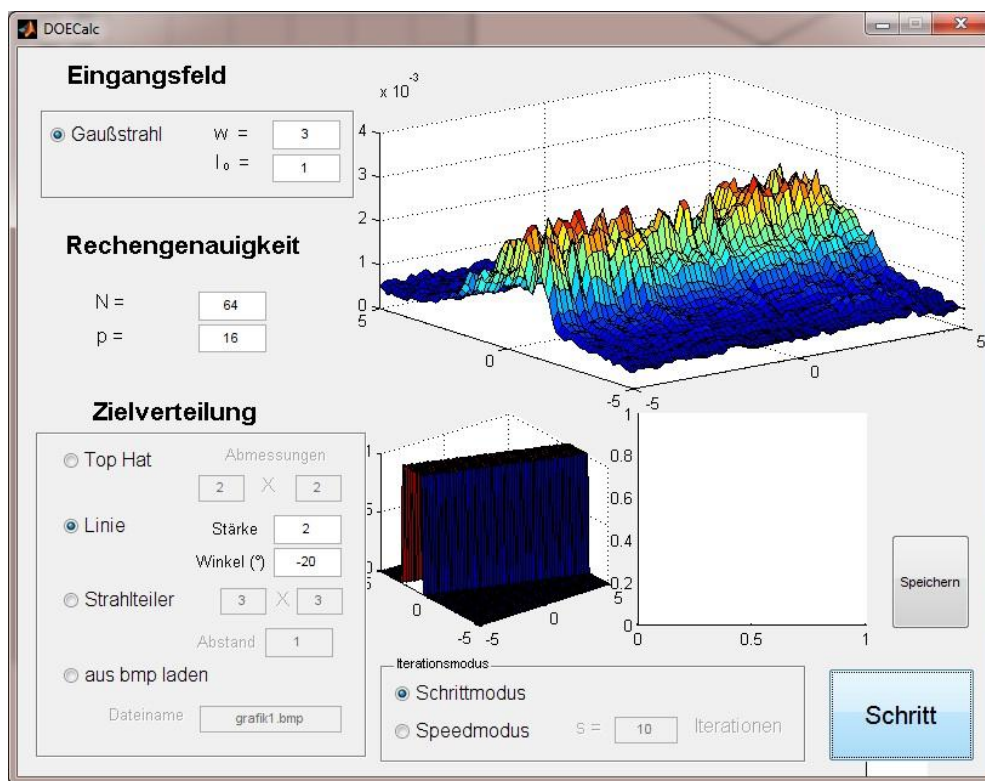 DOECalc
Eingangsfeld
Gaußstrahl w = 3
I₀ = 1
Rechengenauigkeit
N = 64
p = 16
Zielverteilung
Top Hat Abmessungen
2 X 2
Linie Stärke 2
Winkel (°) -20
Strahlteiler 3 X 3
Abstand 1
aus bmp laden
Dateiname grafik1.bmp
x 10⁻³
4
3
2
1
0
5
0
-5
-5
0
5
1
5
0
5
0
-5
-5
0
5
1
0.8
0.6
0.4
0.2
0
0
0.5
1
Speichern
Iterationsmodus
Schrittmodus
Speedmodus s = 10 Iterationen
Schritt